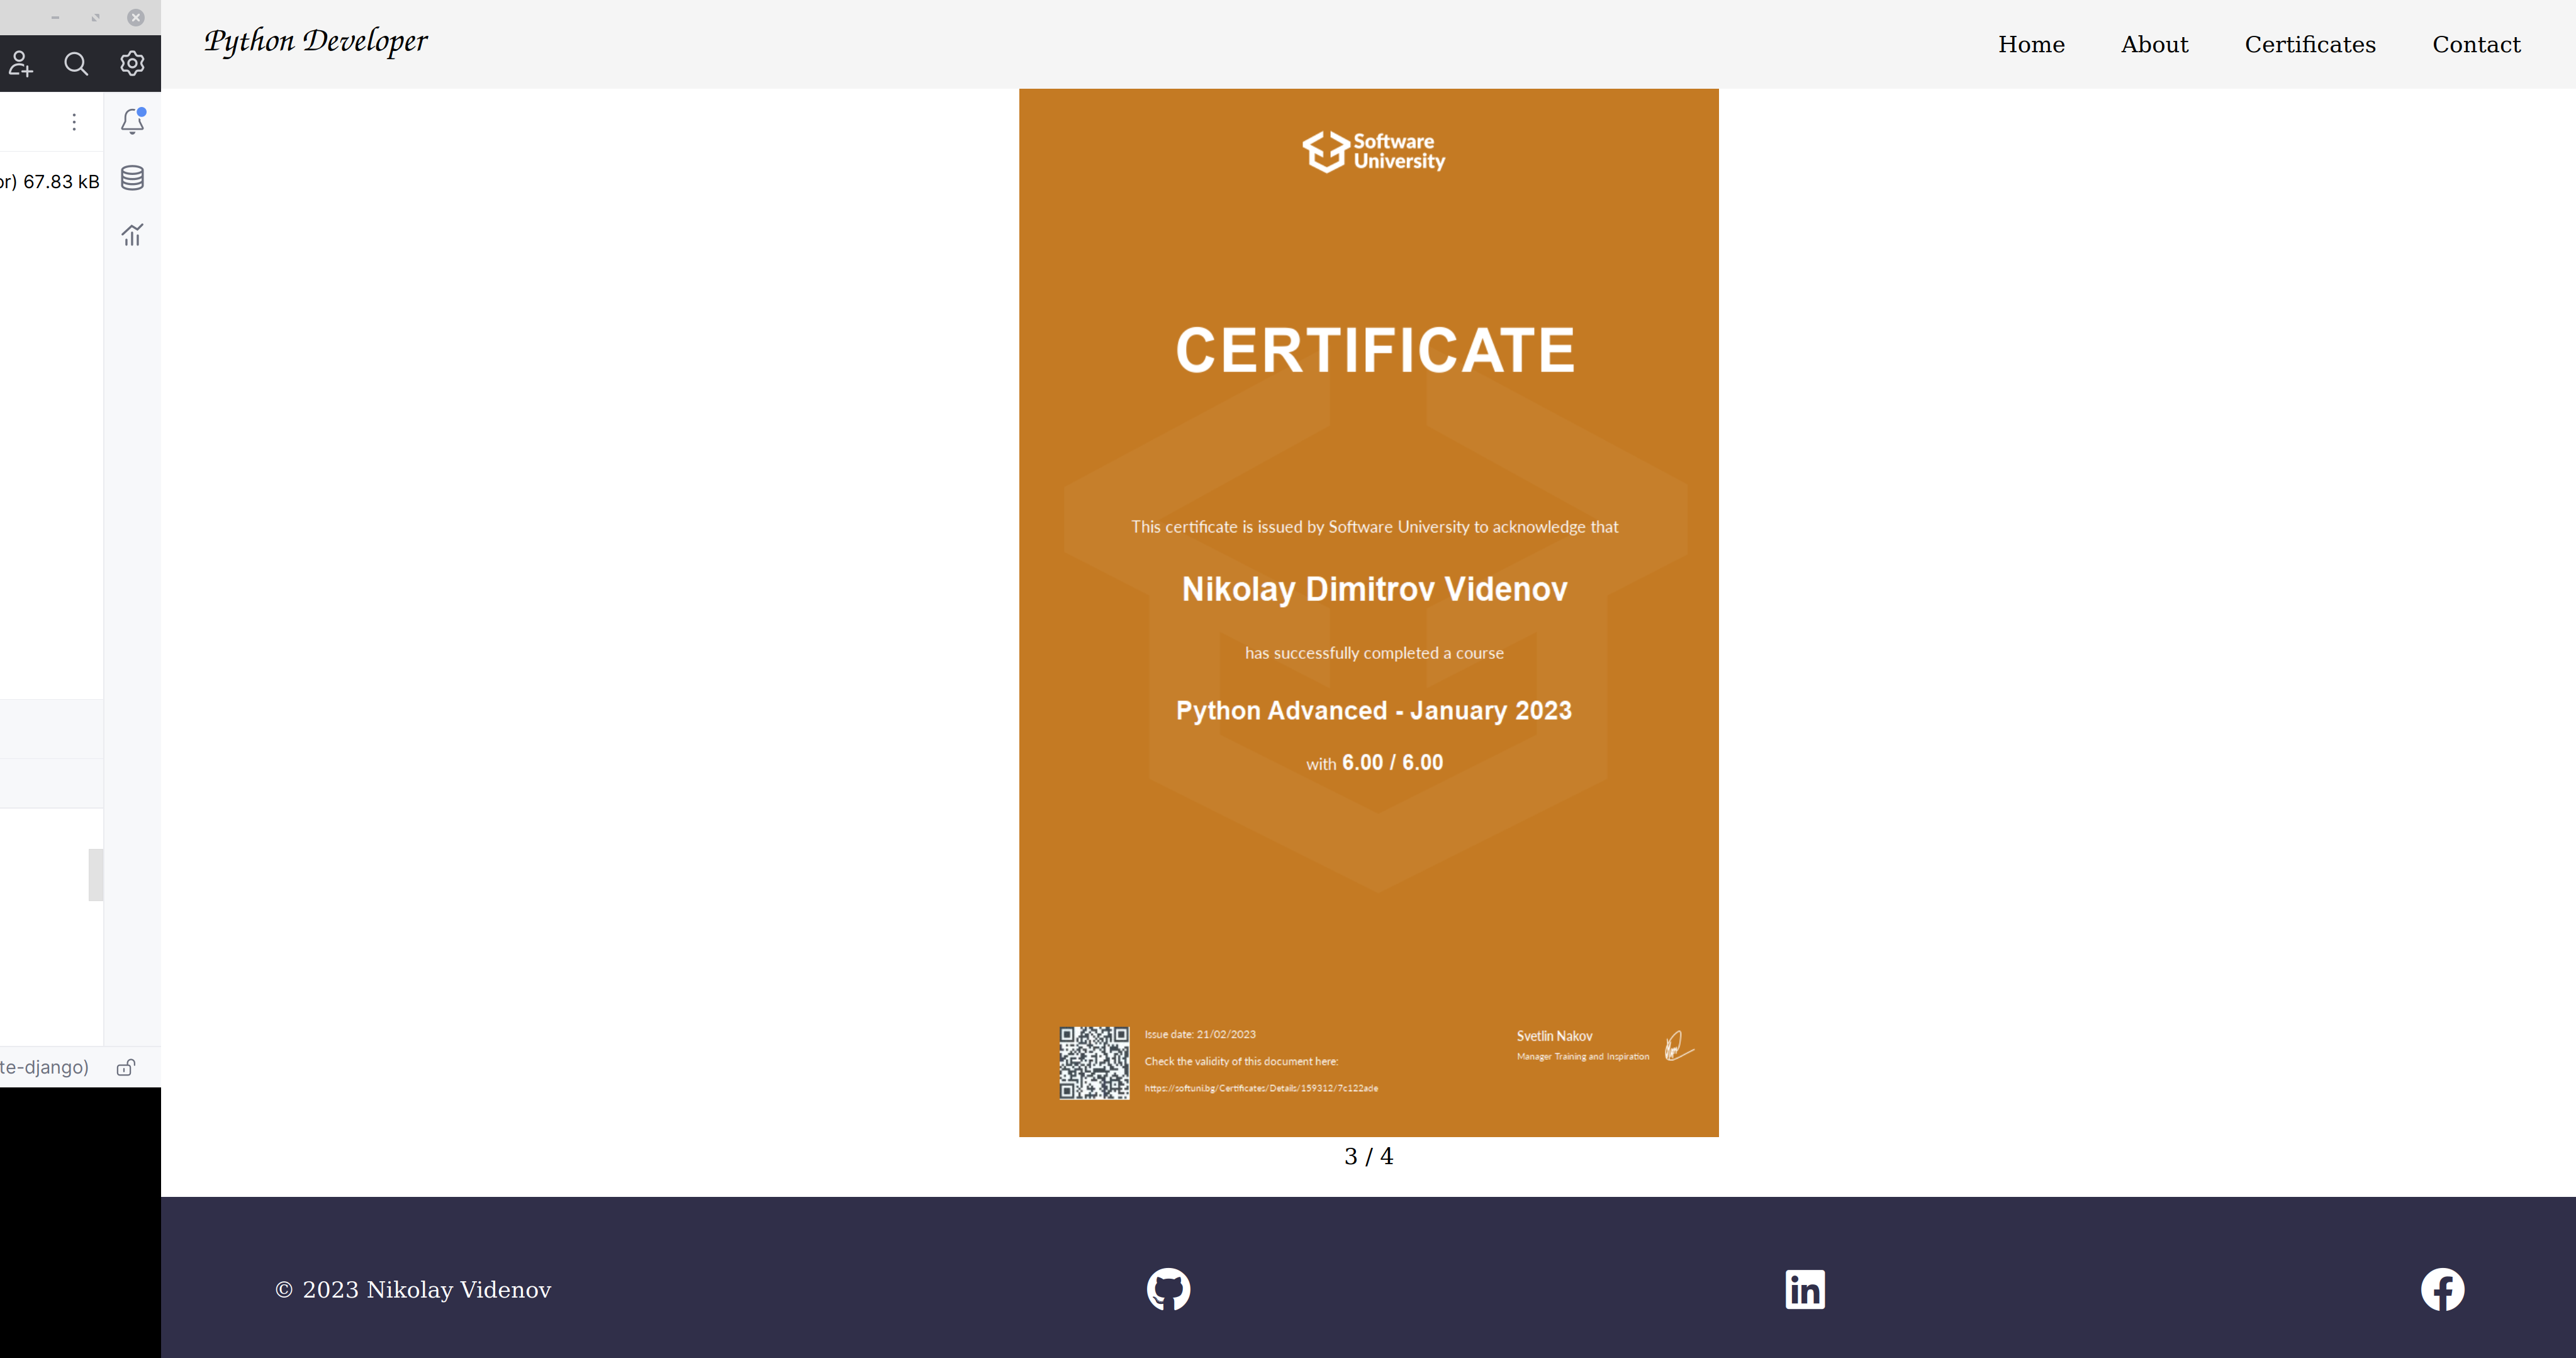 Python Developer
Home
About
Certificates
Contact
or) 67.83 kB
Software
University
CERTIFICATE
This certificate is issued by Software University to acknowledge that
Nikolay Dimitrov Videnov
has successfully completed a course
Python Advanced - January 2023
with 6.00 / 6.00
Issue date: 21/02/2023
Check the validity of this document here:
https://softuni.bg/Certificates/Details/159312/7c122ade
Svetlin Nakov
Manager Training and Inspiration
te-django)
3 / 4
© 2023 Nikolay Videnov